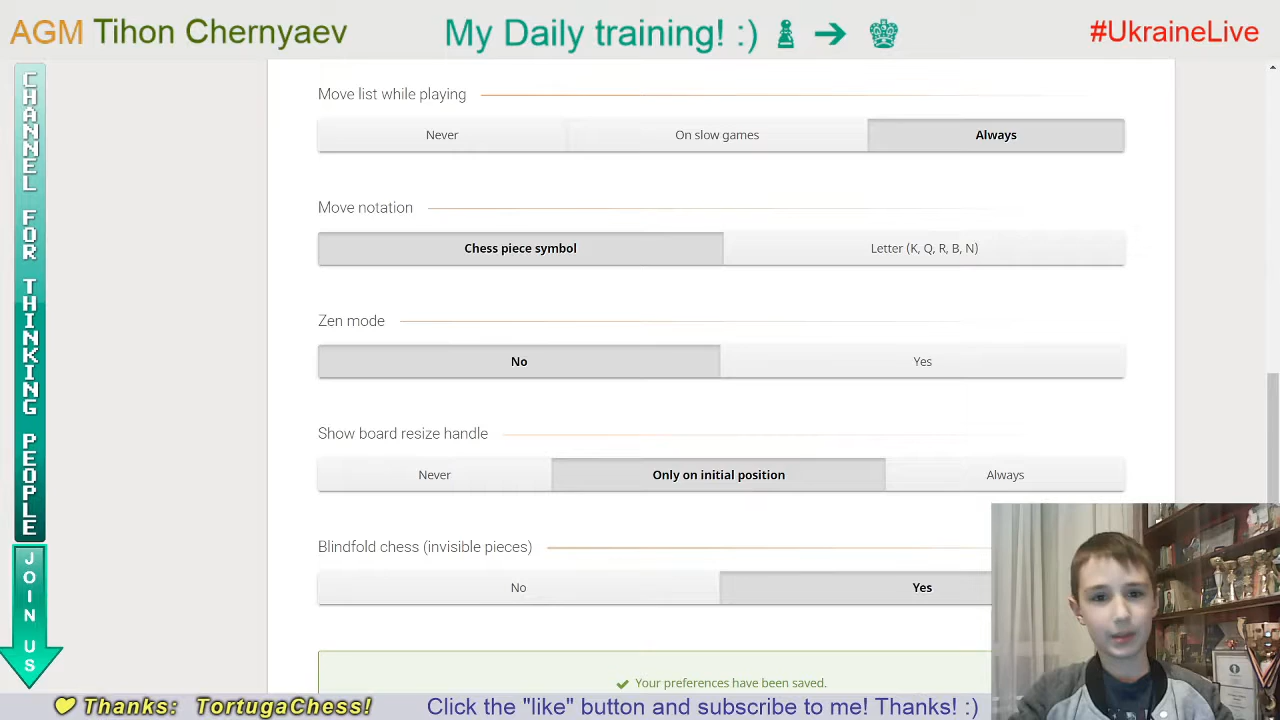 AGM Tihon Chernyaev
My Daily training! :) ♟ ➔ ♚
#UkraineLive
CHANNEL FOR THINKING PEOPLE
JOIN US
Move list while playing
Never
On slow games
Always
Move notation
Chess piece symbol
Letter (K, Q, R, B, N)
Zen mode
No
Yes
Show board resize handle
Never
Only on initial position
Always
Blindfold chess (invisible pieces)
No
Yes
✔ Your preferences have been saved.
Thanks: TortugaChess!
Click the "like" button and subscribe to me! Thanks! :)